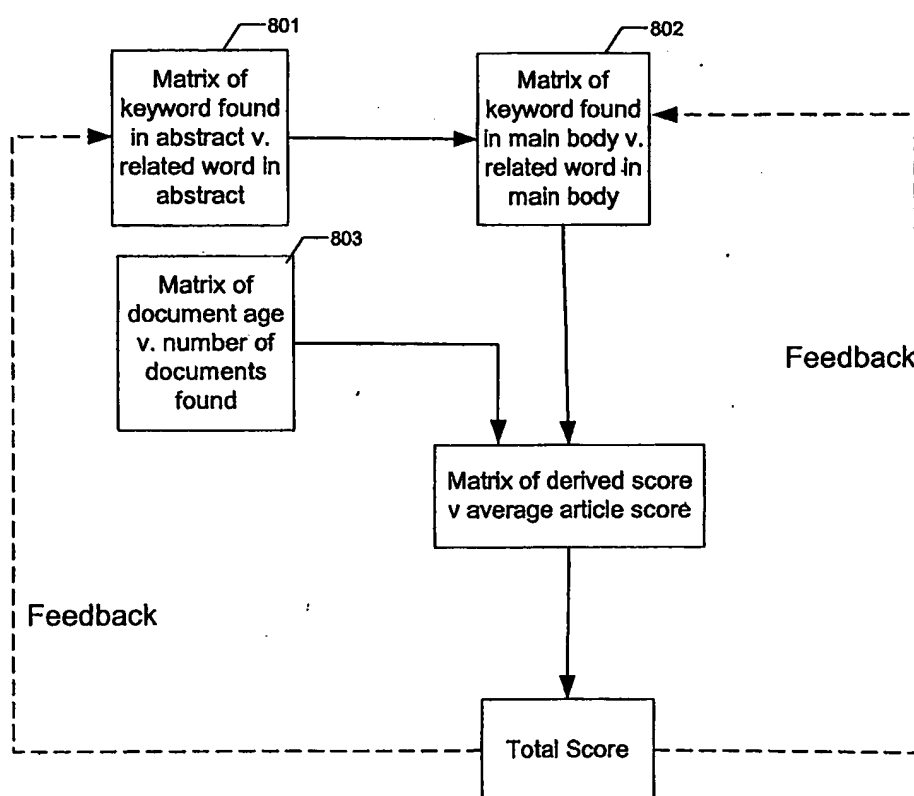 801
Matrix of
keyword found
in abstract v.
related word in
abstract
802
Matrix of
keyword found
in main body v.
related word in
main body
803
Matrix of
document age
v. number of
documents
found
Feedback
Matrix of derived score
v average article score
Feedback
Total Score